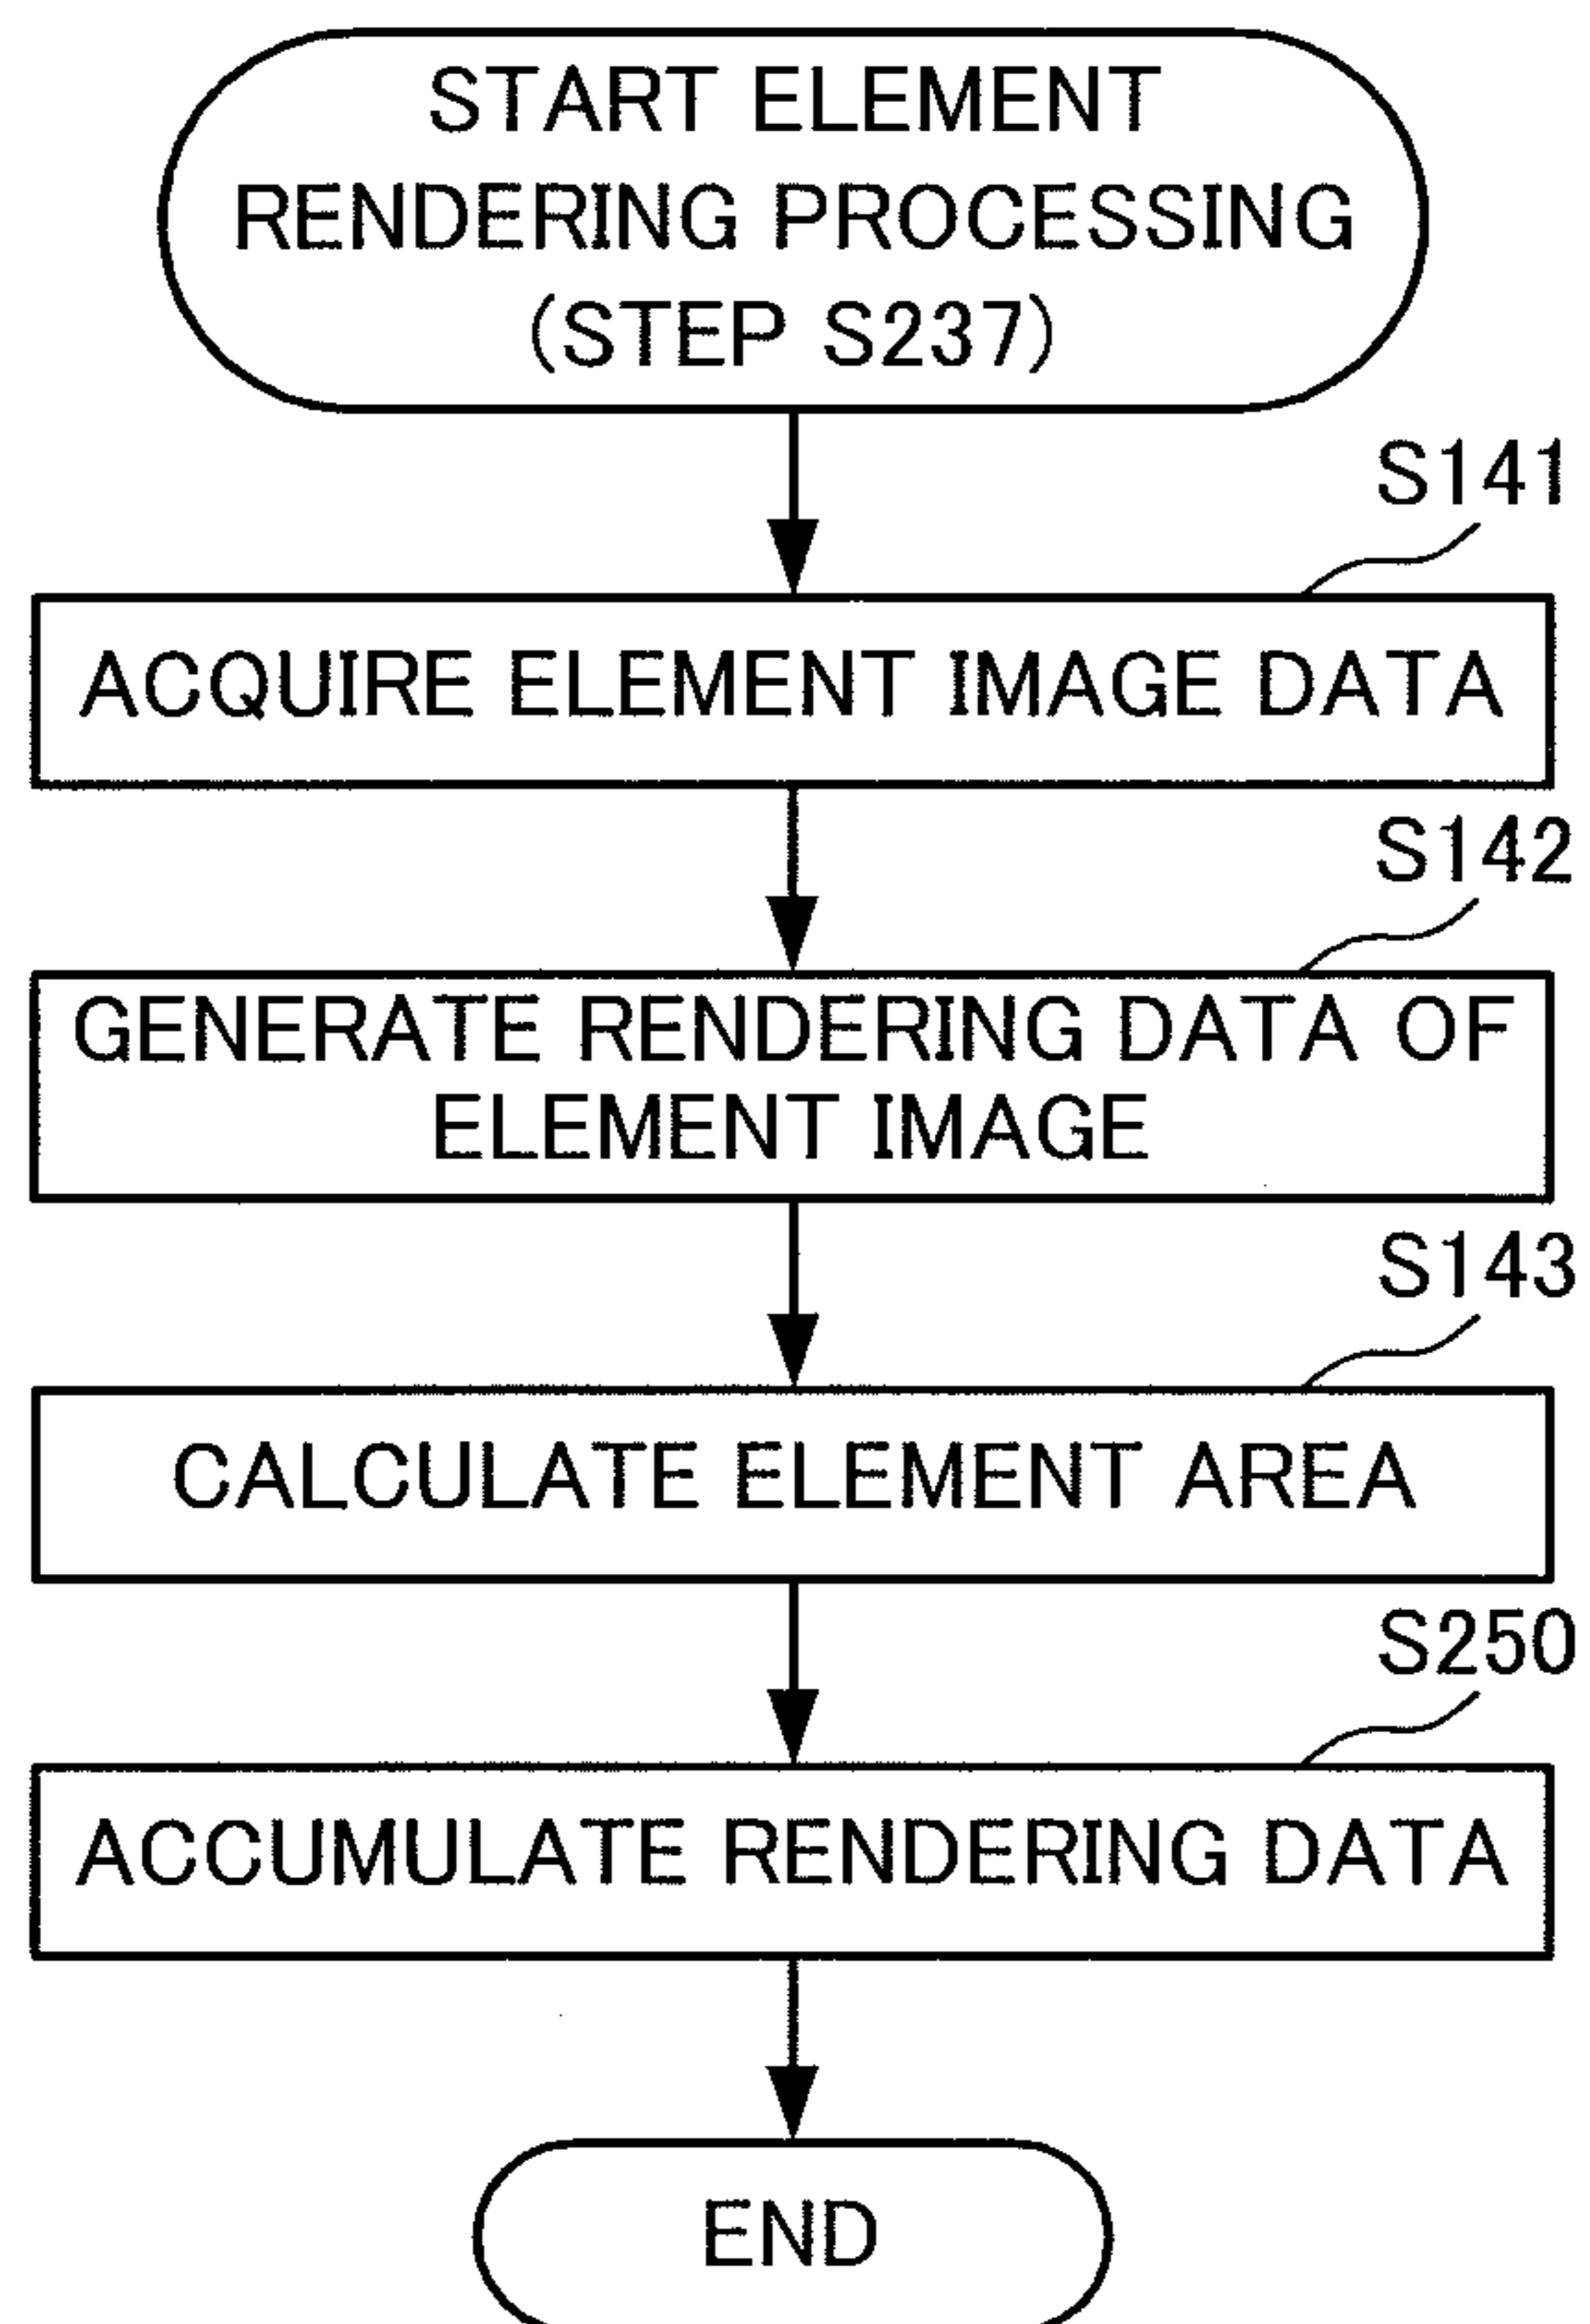 START ELEMENT
RENDERING PROCESSING
(STEP S237)
S141
ACQUIRE ELEMENT IMAGE DATA
S142
GENERATE RENDERING DATA OF
ELEMENT IMAGE
S143
CALCULATE ELEMENT AREA
S250
ACCUMULATE RENDERING DATA
END